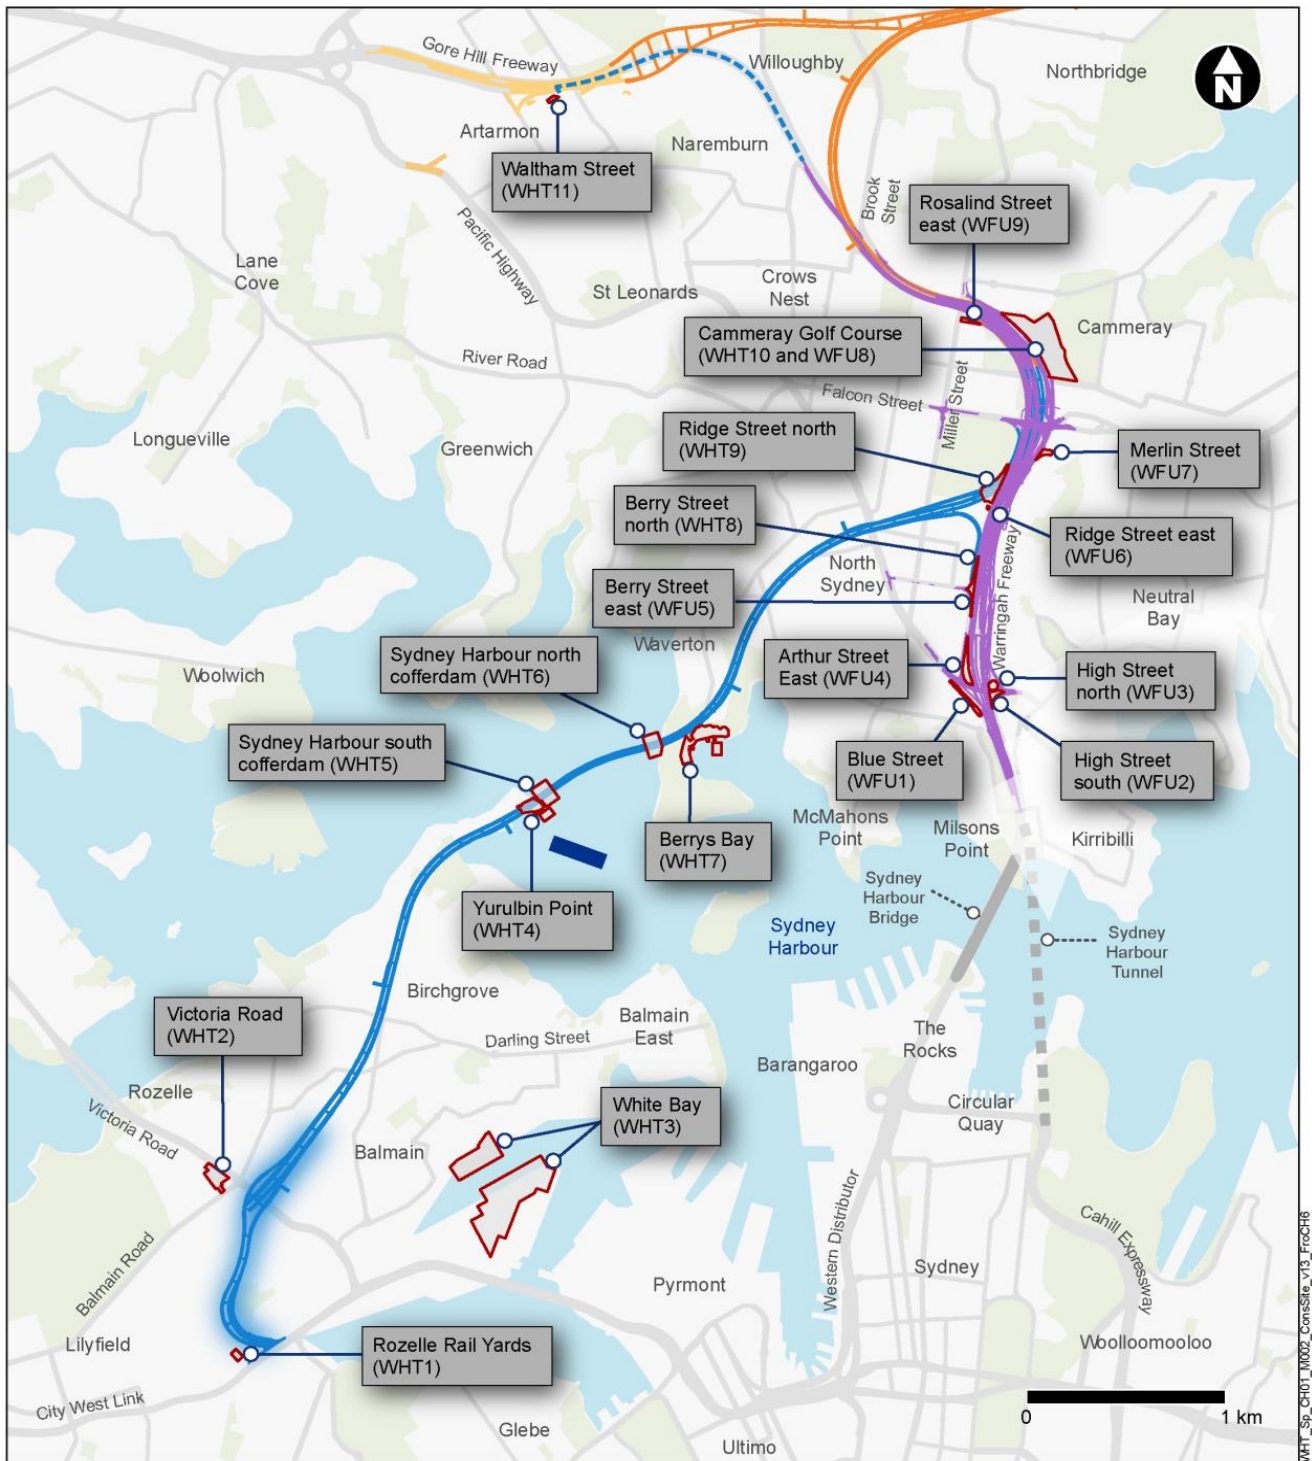 Gore Hill Freeway
Willoughby
Northbridge
N
Artarmon
Naremburn
Waltham Street
(WHT11)
Brook
Street
Rosalind Street
east (WFU9)
Pacific Highway
Lane
Cove
Crows
Nest
St Leonards
Cammeray Golf Course
(WHT10 and WFU8)
Cammeray
River Road
Falcon Street
Miller Street
Longueville
Greenwich
Ridge Street north
(WHT9)
Merlin Street
(WFU7)
Berry Street
north (WHT8)
Ridge Street east
(WFU6)
North
Sydney
Warringah Freeway
Berry Street
east (WFU5)
Neutral
Bay
Waverton
Sydney Harbour north
cofferdam (WHT6)
Arthur Street
East (WFU4)
High Street
north (WFU3)
Woolwich
Sydney Harbour south
cofferdam (WHT5)
Blue Street
(WFU1)
High Street
south (WFU2)
McMahons
Point
Milsons
Point
Kirribilli
Berrys Bay
(WHT7)
Yurulbin Point
(WHT4)
Sydney
Harbour
Bridge
Sydney
Harbour
Sydney
Harbour
Tunnel
Birchgrove
Victoria Road
(WHT2)
Darling Street
Balmain
East
The
Rocks
Barangaroo
Rozelle
Victoria Road
White Bay
(WHT3)
Circular
Quay
Balmain
Western Distributor
Cahill Expressway
Balmain Road
Pyrmont
Sydney
Lilyfield
Rozelle Rail Yards
(WHT1)
Woolloomooloo
City West Link
Glebe
Ultimo
0
1 km
WHT_Sp_CH01_M002_ConsSite_v13_FroCH6